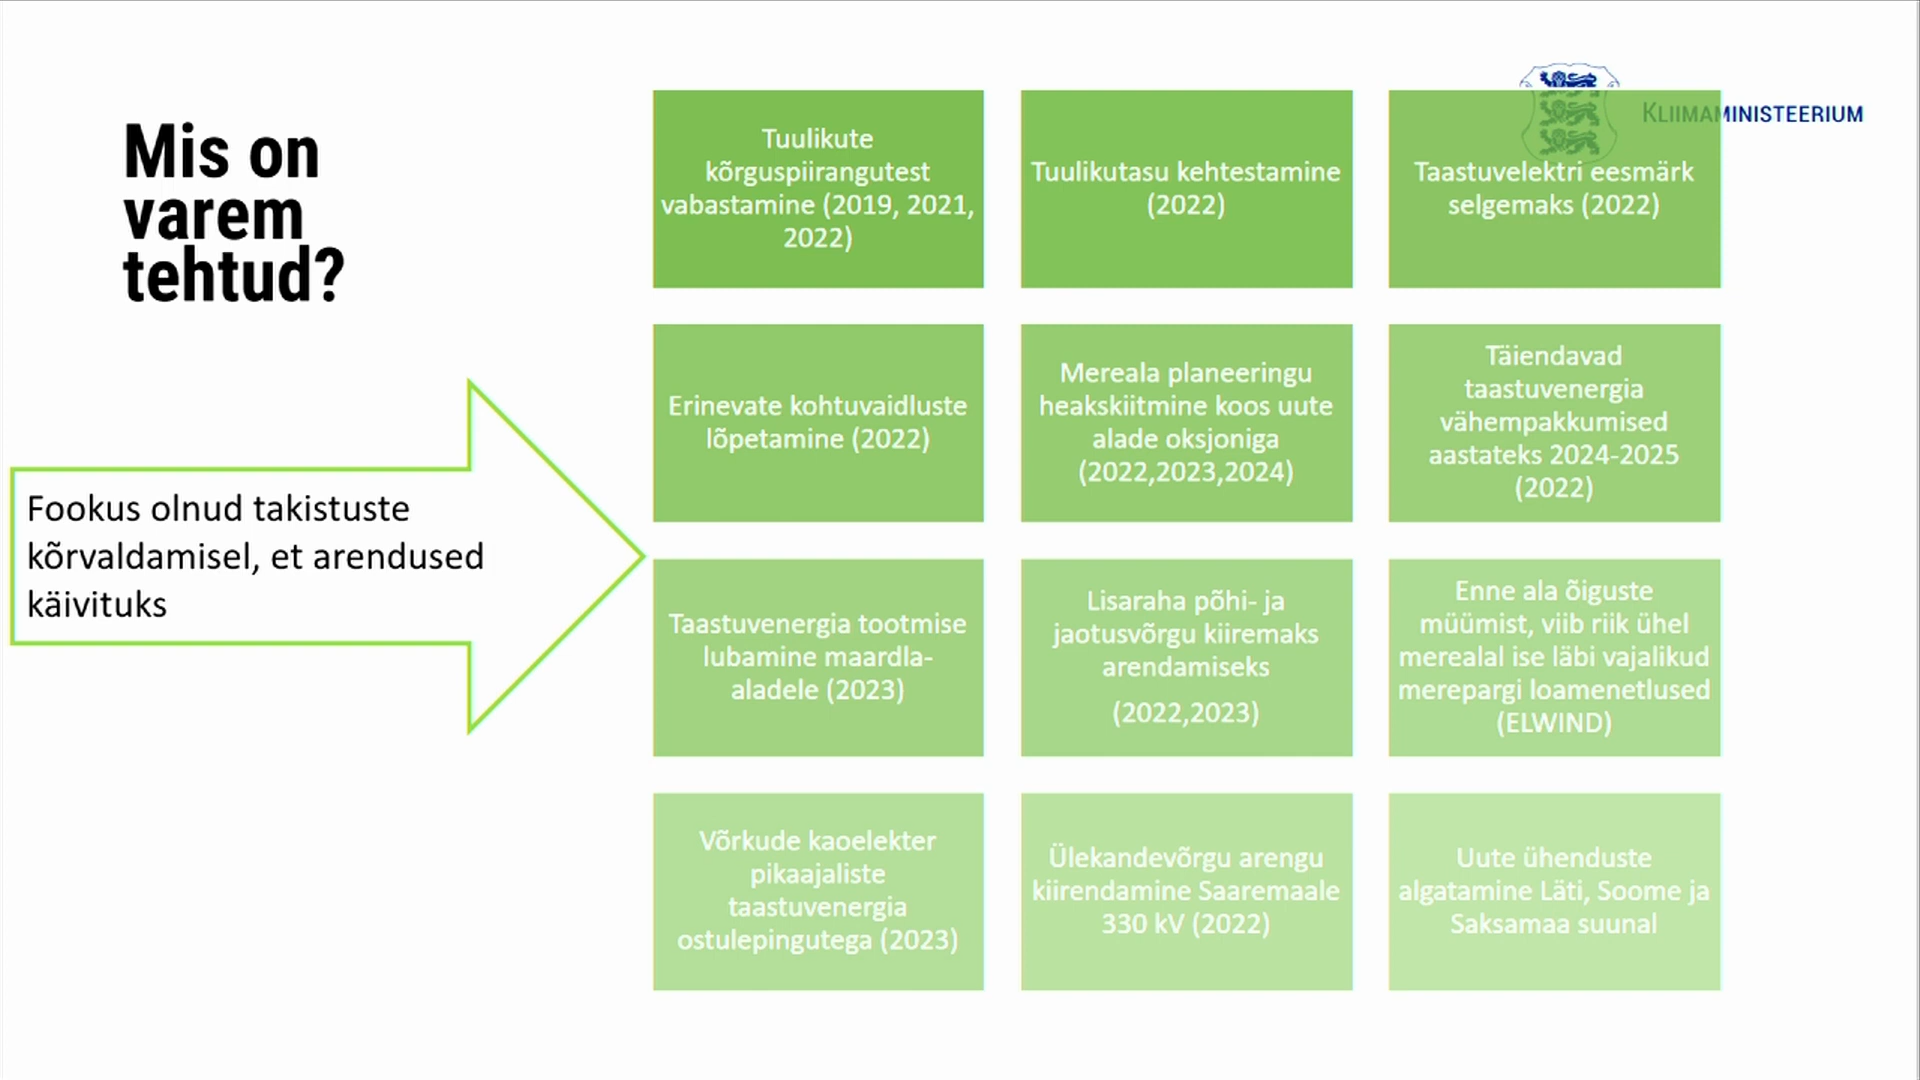 Mis on
varem
tehtud?
KLIIMAMINISTEERIUM
Fookus olnud takistuste
kõrvaldamisel, et arendused
käivituks
Tuulikute
kõrguspiirangutest
vabastamine (2019, 2021,
2022)
Tuulikutasu kehtestamine
(2022)
Taastuvelektri eesmärk
selgemaks (2022)
Erinevate kohtuvaidluste
lõpetamine (2022)
Mereala planeeringu
heakskiitmine koos uute
alade oksjoniga
(2022,2023,2024)
Täiendavad
taastuvenergia
vähempakkumised
aastateks 2024-2025
(2022)
Taastuvenergia tootmise
lubamine maardla-
aladele (2023)
Lisaraha põhi- ja
jaotusvõrgu kiiremaks
arendamiseks
(2022,2023)
Enne ala õiguste
müümist, viib riik ühel
merealal ise läbi vajalikud
merepargi loamenetlused
(ELWIND)
Võrkude kaoelekter
pikaajaliste
taastuvenergia
ostulepingutega (2023)
Ülekandevõrgu arengu
kiirendamine Saaremaale
330 kV (2022)
Uute ühenduste
algatamine Läti, Soome ja
Saksamaa suunal